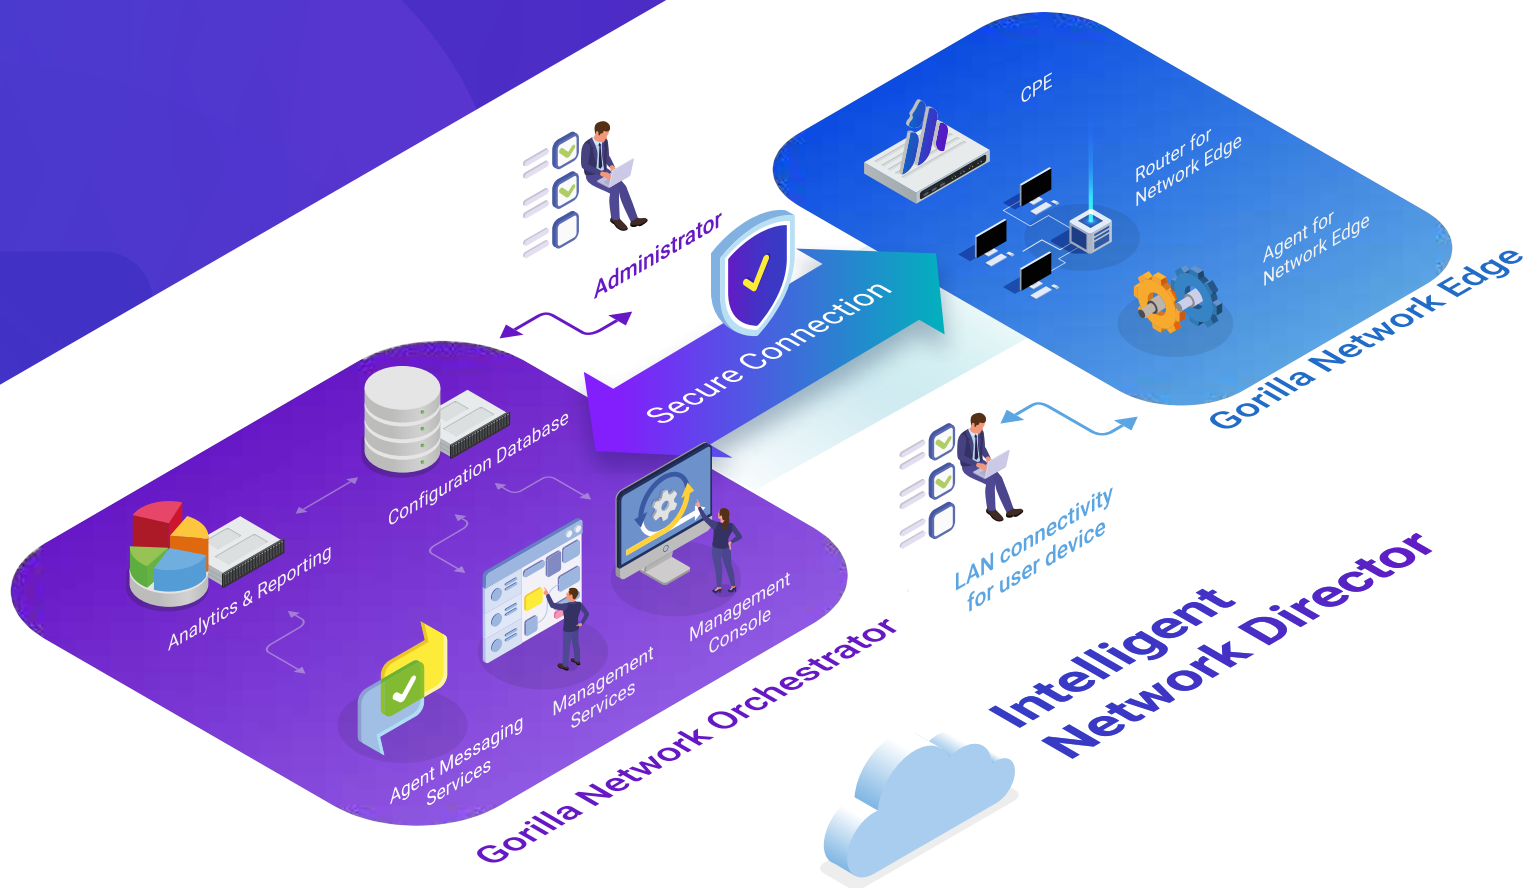 CPE
Router for
Network Edge
Agent for
Network Edge
Gorilla Network Edge
Administrator
Secure Connection
Configuration Database
Analytics & Reporting
Management
Console
Management
Services
Agent Messaging
Services
Gorilla Network Orchestrator
LAN connectivity
for user device
Intelligent
Network Director